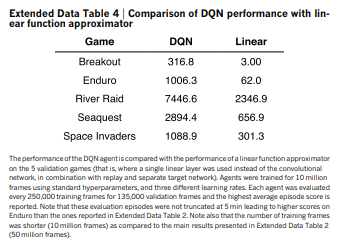 Extended Data Table 4 | Comparison of DQN performance with lin-
ear function approximator
Game DQN Linear
Breakout 316.8 3.00
Enduro 1006.3 62.0
River Raid 7446.6 2346.9
Seaquest 2894.4 656.9
Space Invaders 1088.9 301.3
The performance of the DQN agent is compared with the performance of a linear function approximator
on the 5 validation games (that is, where a single linear layer was used instead of the convolutional
network, in combination with replay and separate target network). Agents were trained for 10 million
frames using standard hyperparameters, and three different learning rates. Each agent was evaluated
every 250,000 training frames for 135,000 validation frames and the highest average episode score is
reported. Note that these evaluation episodes were not truncated at 5 min leading to higher scores on
Enduro than the ones reported in Extended Data Table 2. Note also that the number of training frames
was shorter (10 million frames) as compared to the main results presented in Extended Data Table 2
(50 million frames).